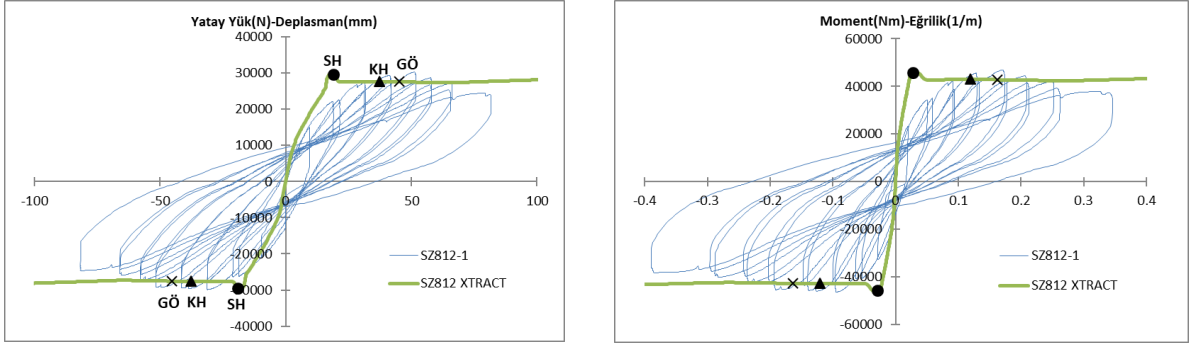 Yatay Yük(N)-Deplasman(mm)
40000
30000
20000
10000
0
-10000
-20000
-30000
-40000
-100
-50
0
50
100
SH
KH
GÖ
GÖ
KH
SH
SZ812-1
SZ812 XTRACT
Moment(Nm)-Eğrilik(1/m)
60000
40000
20000
0
-20000
-40000
-60000
-0.4
-0.3
-0.2
-0.1
0
0.1
0.2
0.3
0.4
SZ812-1
SZ812 XTRACT